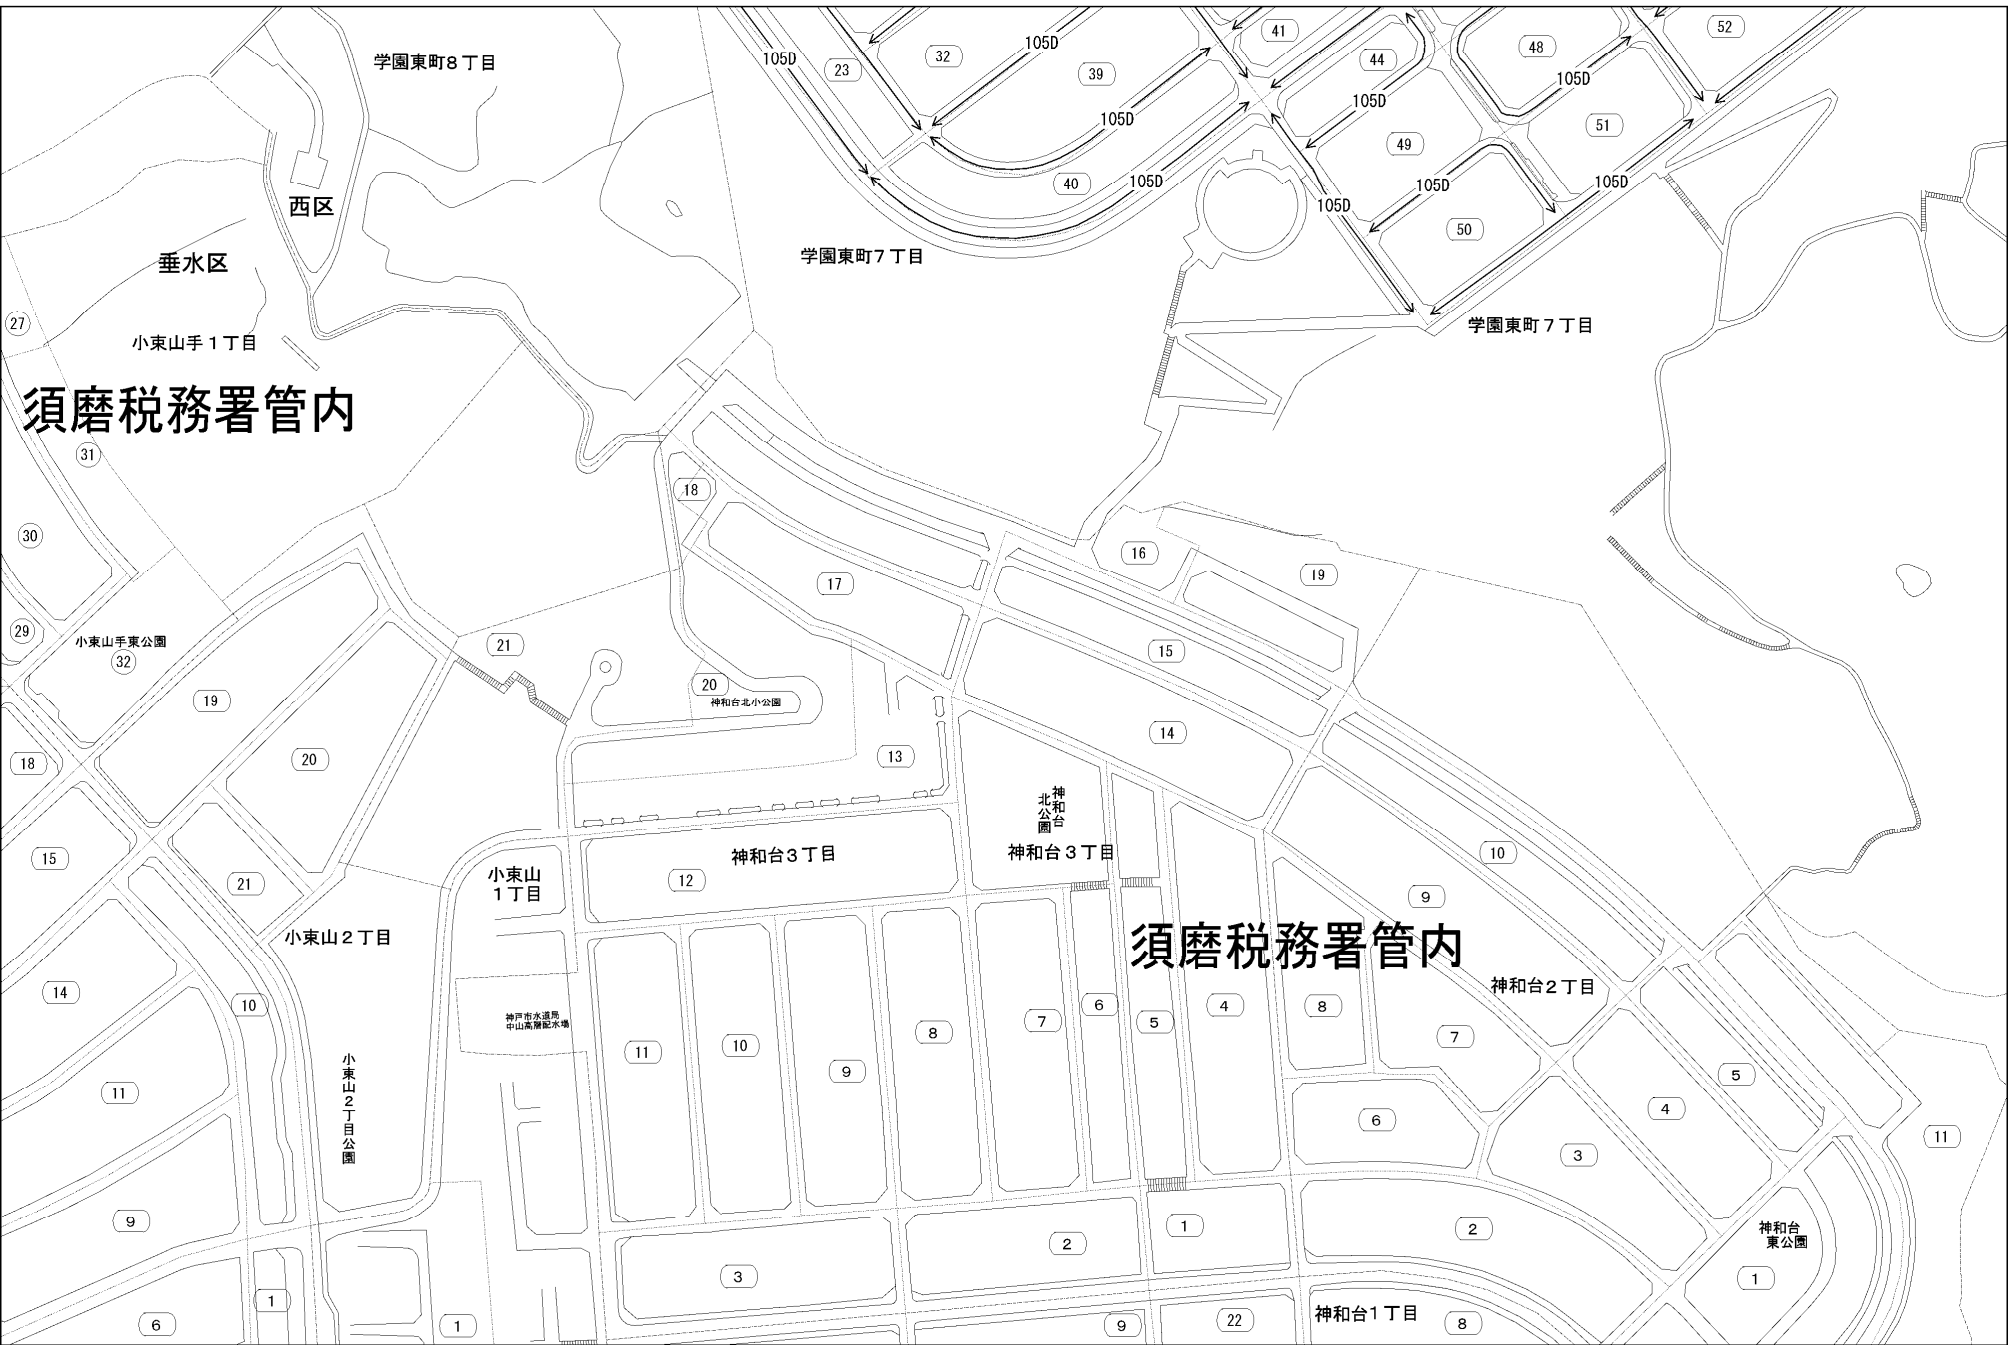 学園東町8丁目
105D
23
32
105D
39
41
44
48
52
105D
105D
51
105D
49
40
105D
105D
105D
105D
50
西区
垂水区
学園東町7丁目
学園東町7丁目
27
小東山手1丁目
須磨税務署管内
31
30
29
小東山手東公園
32
18
16
19
17
21
15
20
神和台北小公園
19
14
13
18
20
神和台
北公園
15
21
12
神和台3丁目
神和台3丁目
小東山
1丁目
10
9
小東山2丁目
須磨税務署管内
神和台2丁目
14
10
神戸市水道局
中山高層配水場
11
10
9
8
7
6
5
4
8
7
5
4
11
小東山2丁目公園
6
3
11
9
3
2
1
2
神和台
東公園
1
6
1
1
9
22
神和台1丁目
8